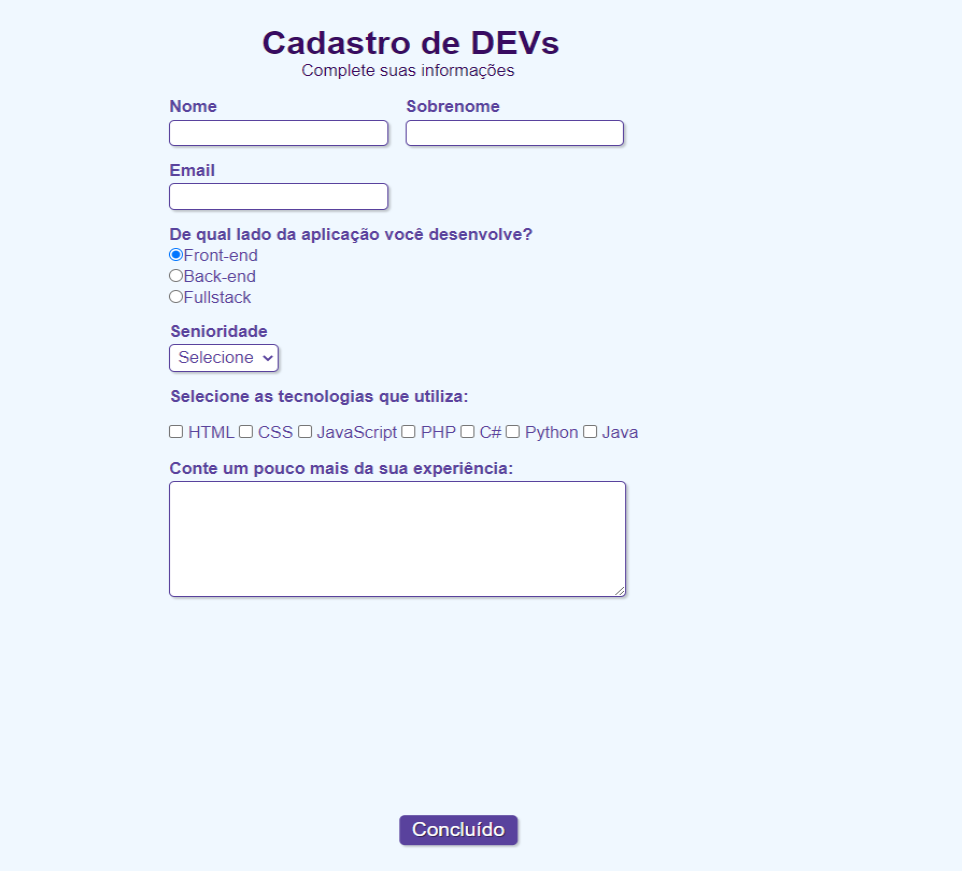 Cadastro de DEVs
Complete suas informações
Nome Sobrenome
Email
De qual lado da aplicação você desenvolve?
Front-end
Back-end
Fullstack
Senioridade
Selecione
Selecione as tecnologias que utiliza:
HTML CSS JavaScript PHP C# Python Java
Conte um pouco mais da sua experiência:
Concluído